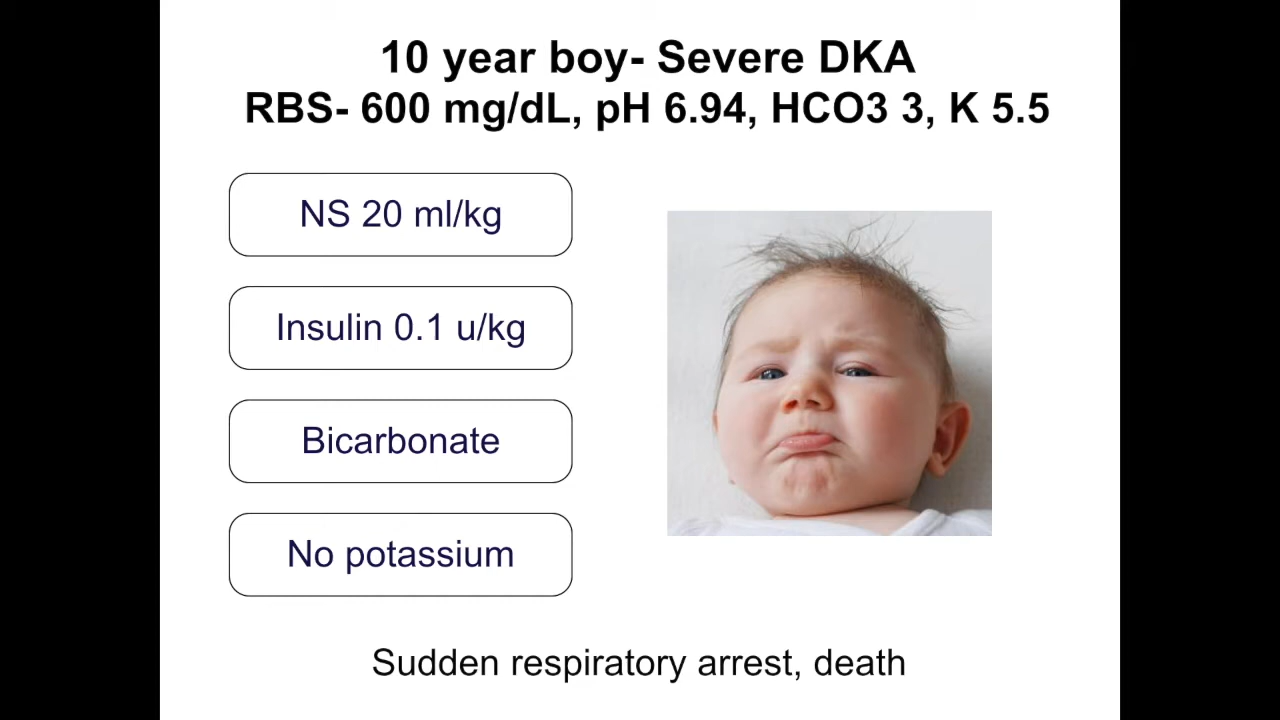 10 year boy- Severe DKA
RBS- 600 mg/dL, pH 6.94, HCO3 3, K 5.5
NS 20 ml/kg
Insulin 0.1 u/kg
Bicarbonate
No potassium
Sudden respiratory arrest, death